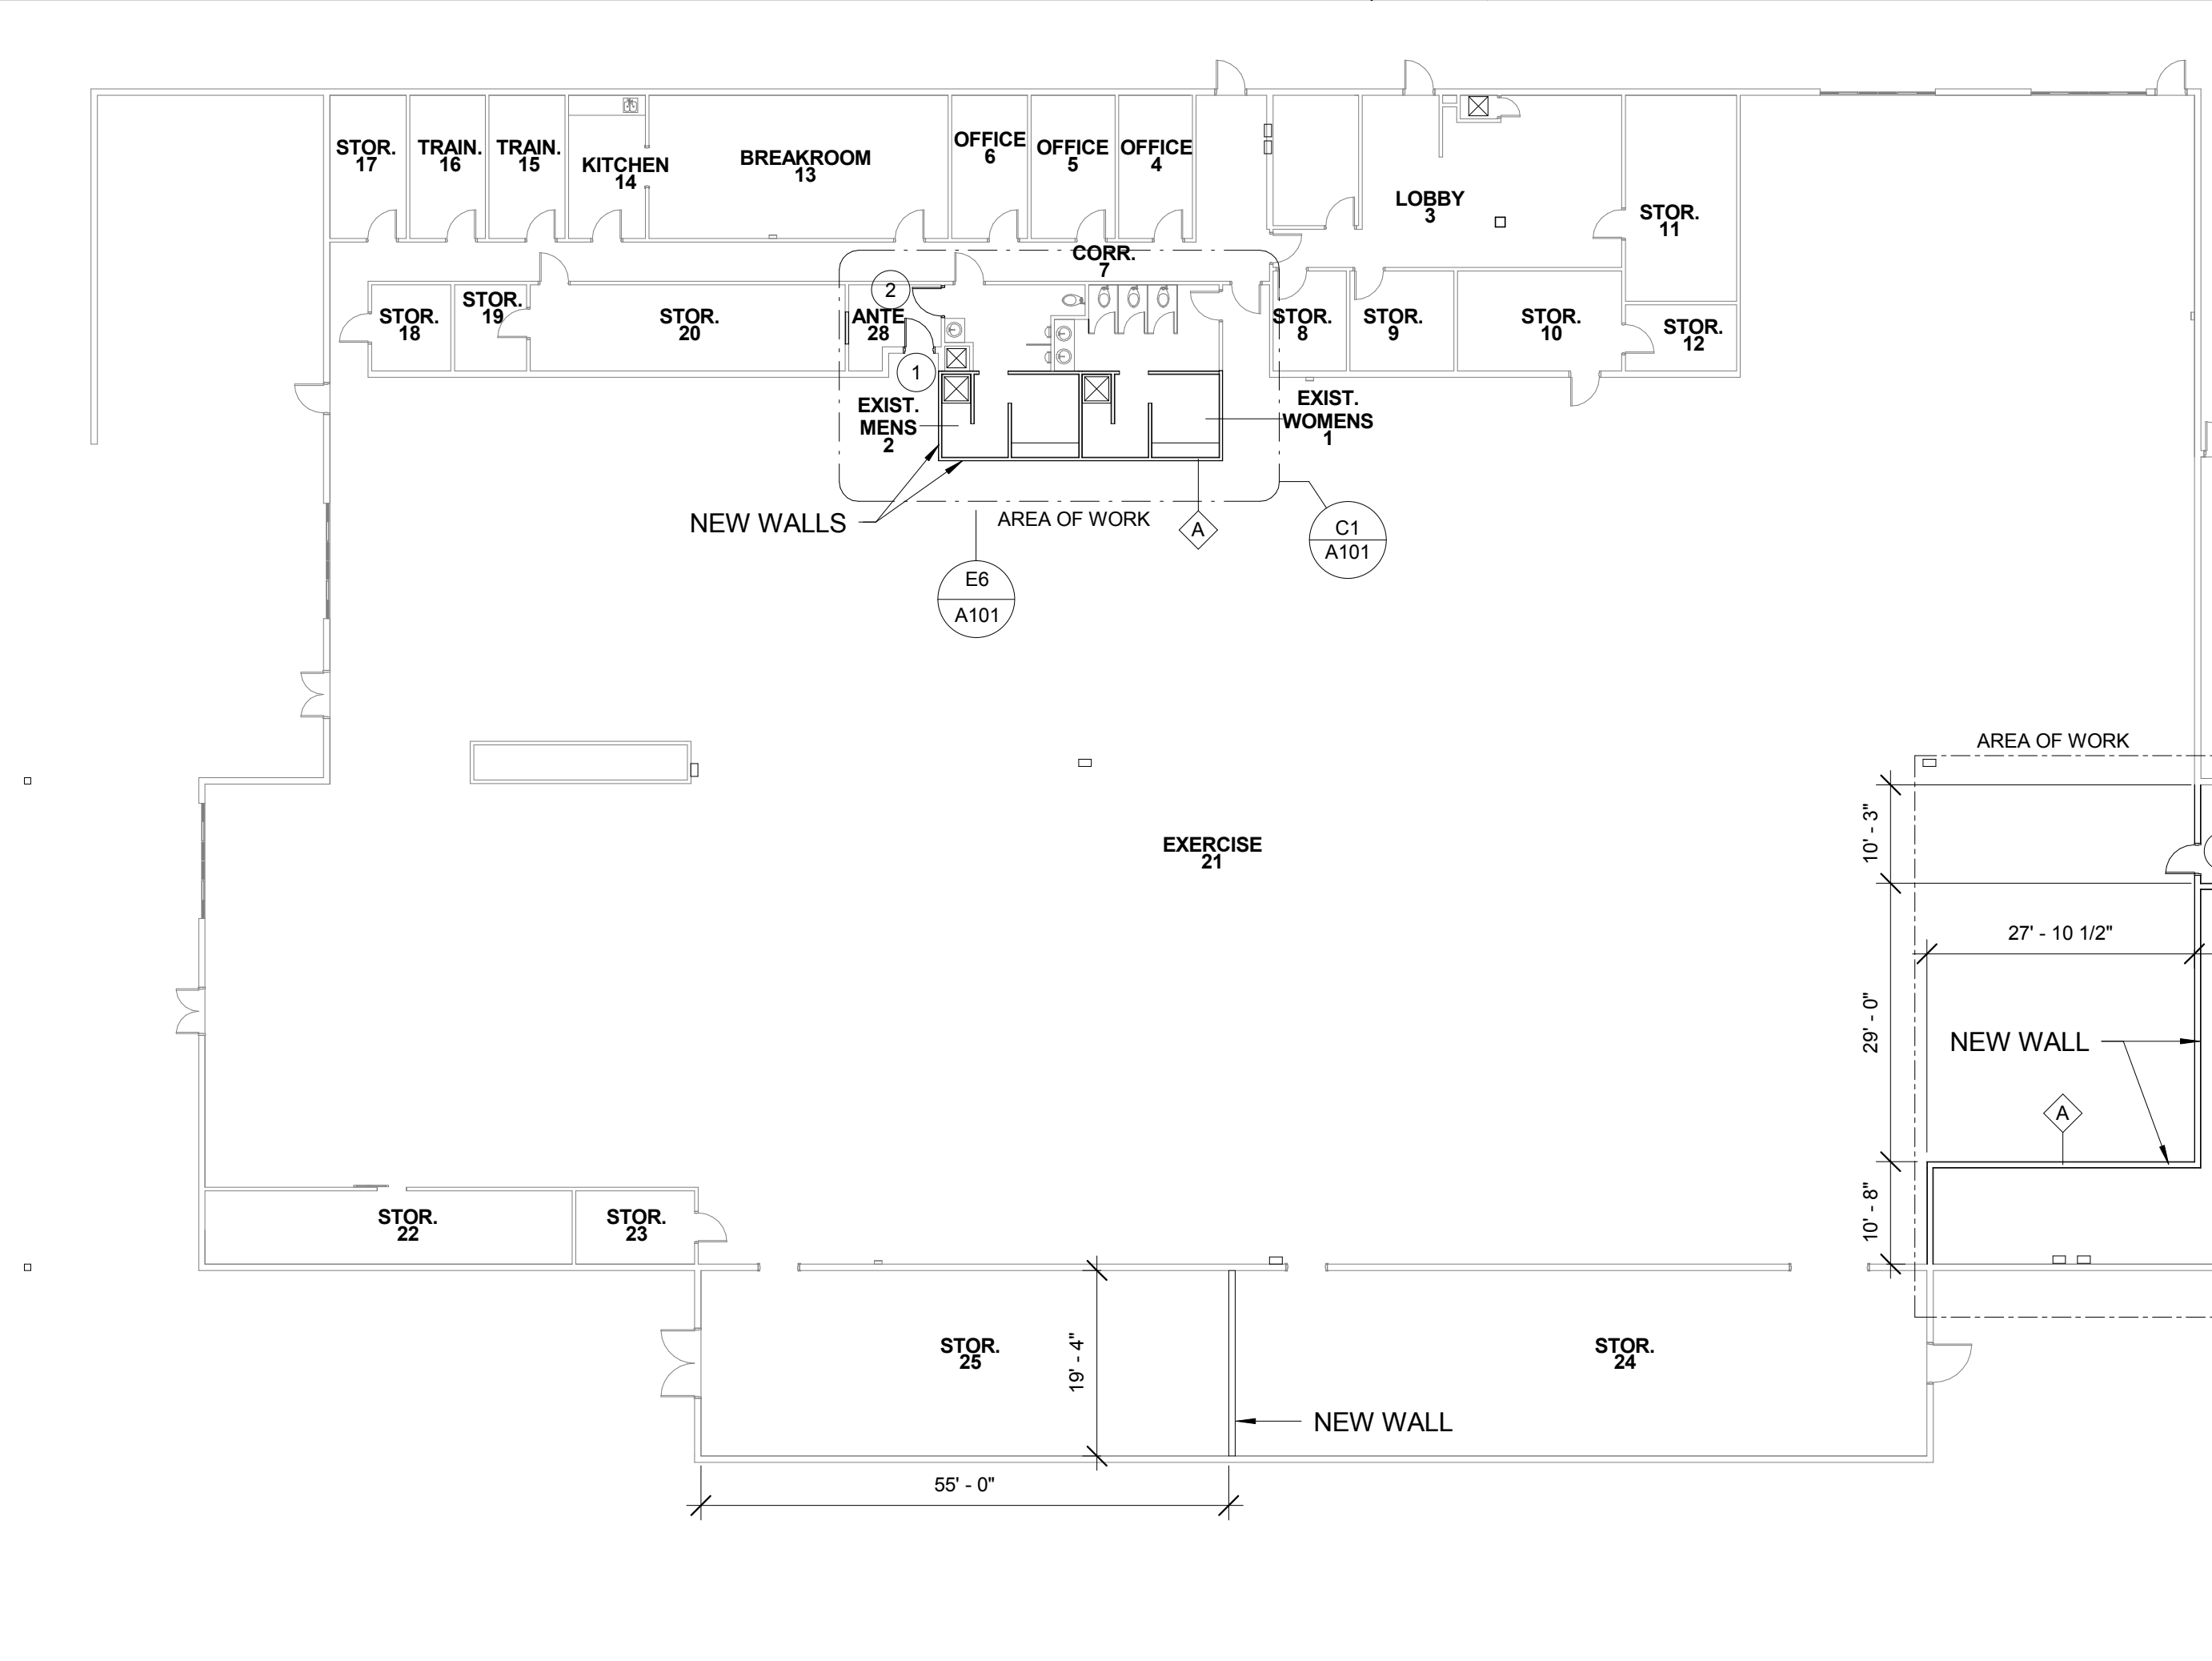 STOR.
17
TRAIN.
16
TRAIN.
15
KITCHEN
14
BREAKROOM
13
OFFICE
6
OFFICE
5
OFFICE
4
LOBBY
3
STOR.
11
CORR.
7
STOR.
18
STOR.
19
STOR.
20
2
ANTE
28
1
STOR.
8
STOR.
9
STOR.
10
STOR.
12
EXIST.
MENS
2
EXIST.
WOMENS
1
NEW WALLS
AREA OF WORK
A
C1
A101
E6
A101
AREA OF WORK
10' - 3"
EXERCISE
21
27' - 10 1/2"
29' - 0"
NEW WALL
A
10' - 8"
STOR.
22
STOR.
23
STOR.
25
19' - 4"
STOR.
24
NEW WALL
55' - 0"